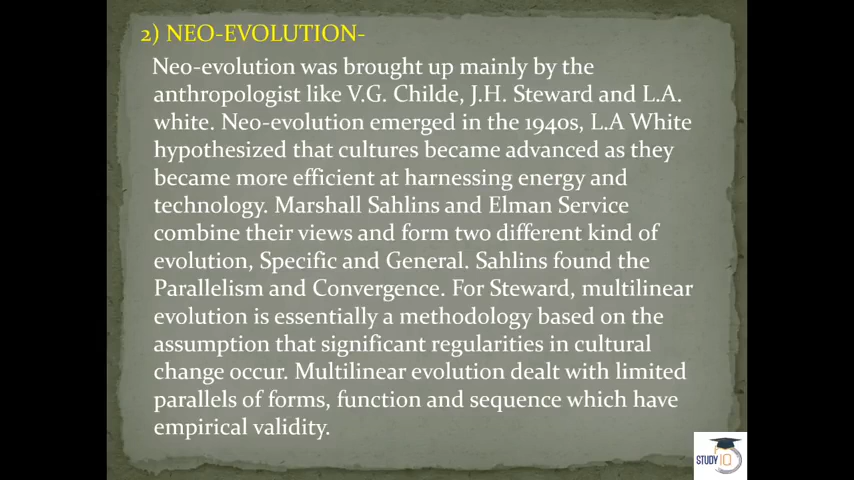 2) NEO-EVOLUTION-
Neo-evolution was brought up mainly by the
anthropologist like V.G. Childe, J.H. Steward and L.A.
white. Neo-evolution emerged in the 1940s, L.A White
hypothesized that cultures became advanced as they
became more efficient at harnessing energy and
technology. Marshall Sahlins and Elman Service
combine their views and form two different kind of
evolution, Specific and General. Sahlins found the
Parallelism and Convergence. For Steward, multilinear
evolution is essentially a methodology based on the
assumption that significant regularities in cultural
change occur. Multilinear evolution dealt with limited
parallels of forms, function and sequence which have
empirical validity.
STUDY IQ